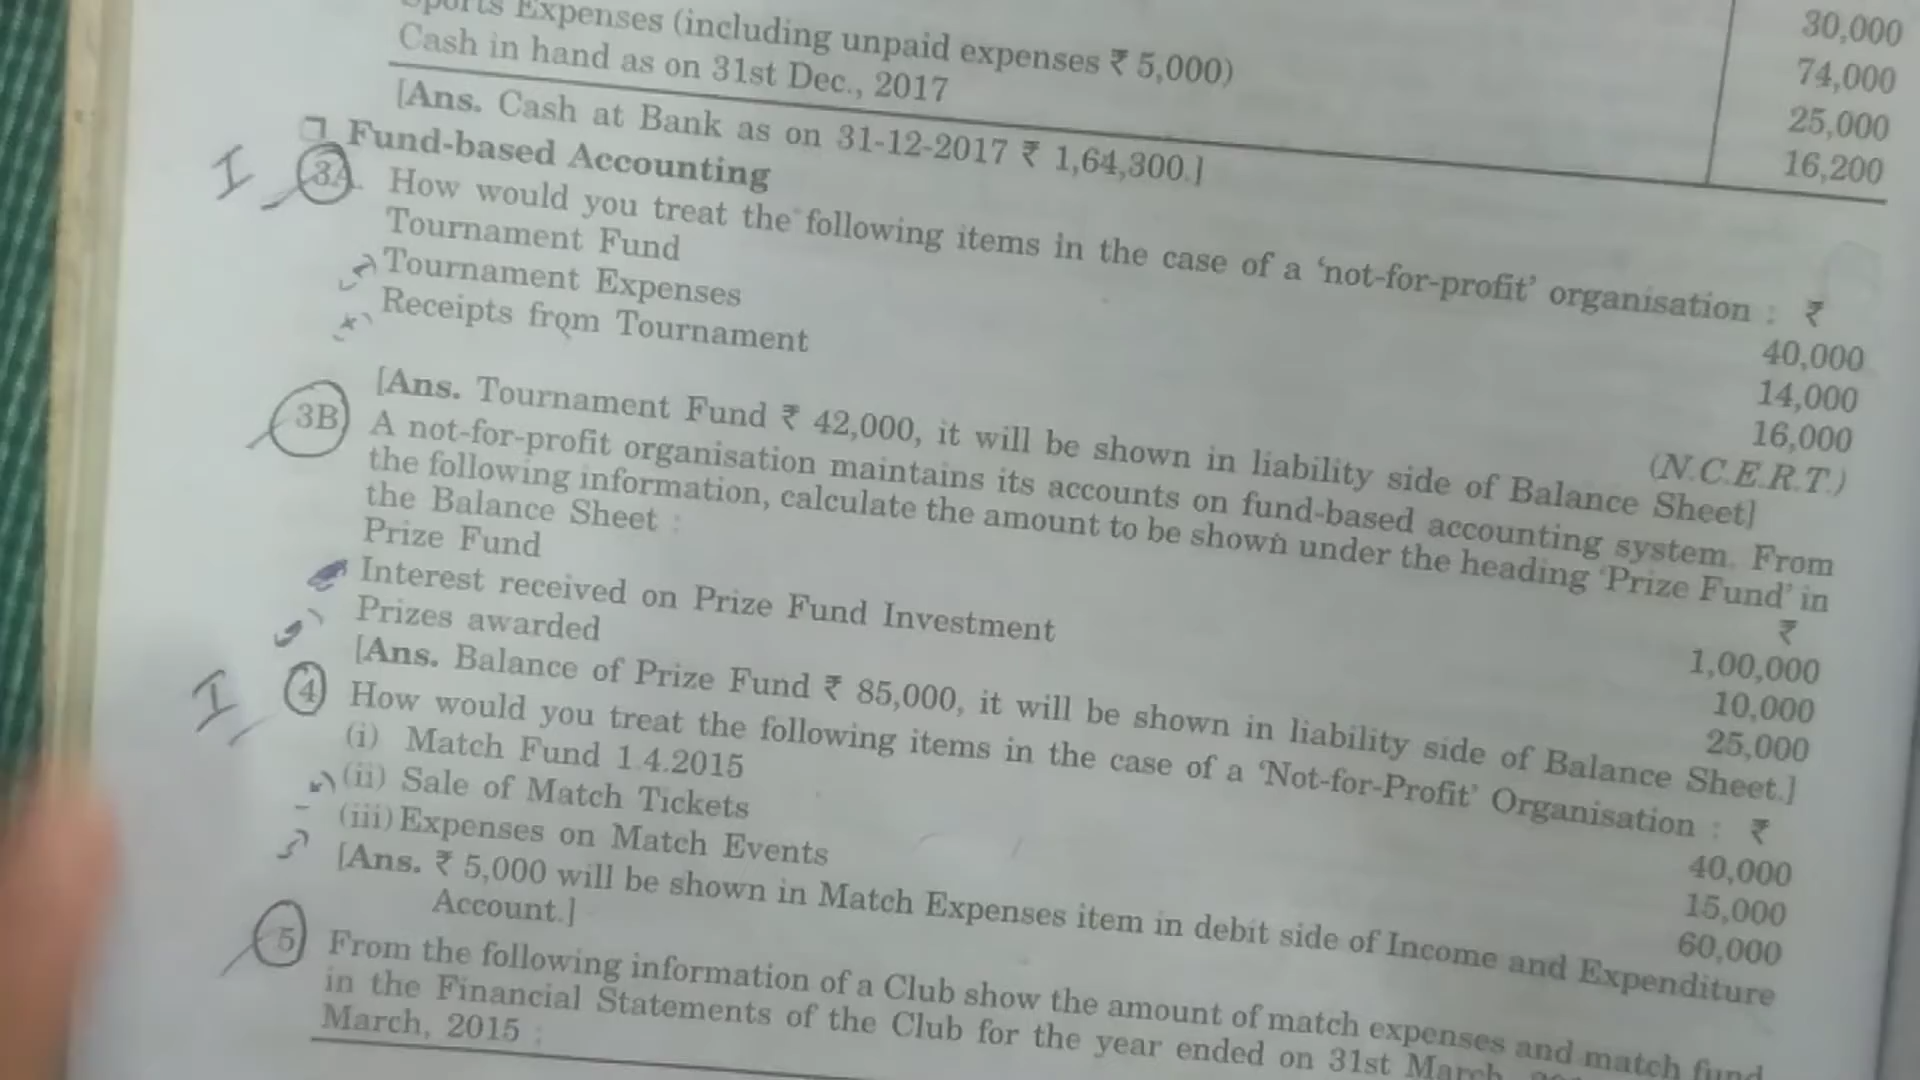 Sports Expenses (including unpaid expenses ₹ 5,000)
Cash in hand as on 31st Dec., 2017
30,000
74,000
25,000
16,200
[Ans. Cash at Bank as on 31-12-2017 ₹ 1,64,300.]
❑ Fund-based Accounting
I 3A. How would you treat the following items in the case of a ‘not-for-profit’ organisation : ₹
Tournament Fund 40,000
Tournament Expenses 14,000
Receipts from Tournament 16,000
(N.C.E.R.T.)
[Ans. Tournament Fund ₹ 42,000, it will be shown in liability side of Balance Sheet]
3B A not-for-profit organisation maintains its accounts on fund-based accounting system. From
the following information, calculate the amount to be shown under the heading ‘Prize Fund’ in
the Balance Sheet : ₹
Prize Fund 1,00,000
Interest received on Prize Fund Investment 10,000
Prizes awarded 25,000
[Ans. Balance of Prize Fund ₹ 85,000, it will be shown in liability side of Balance Sheet.]
I 4 How would you treat the following items in the case of a ‘Not-for-Profit’ Organisation : ₹
(i) Match Fund 1.4.2015 40,000
(ii) Sale of Match Tickets 15,000
(iii) Expenses on Match Events 60,000
[Ans. ₹ 5,000 will be shown in Match Expenses item in debit side of Income and Expenditure
Account.]
5 From the following information of a Club show the amount of match expenses and match fund
in the Financial Statements of the Club for the year ended on 31st March,
March, 2015 :